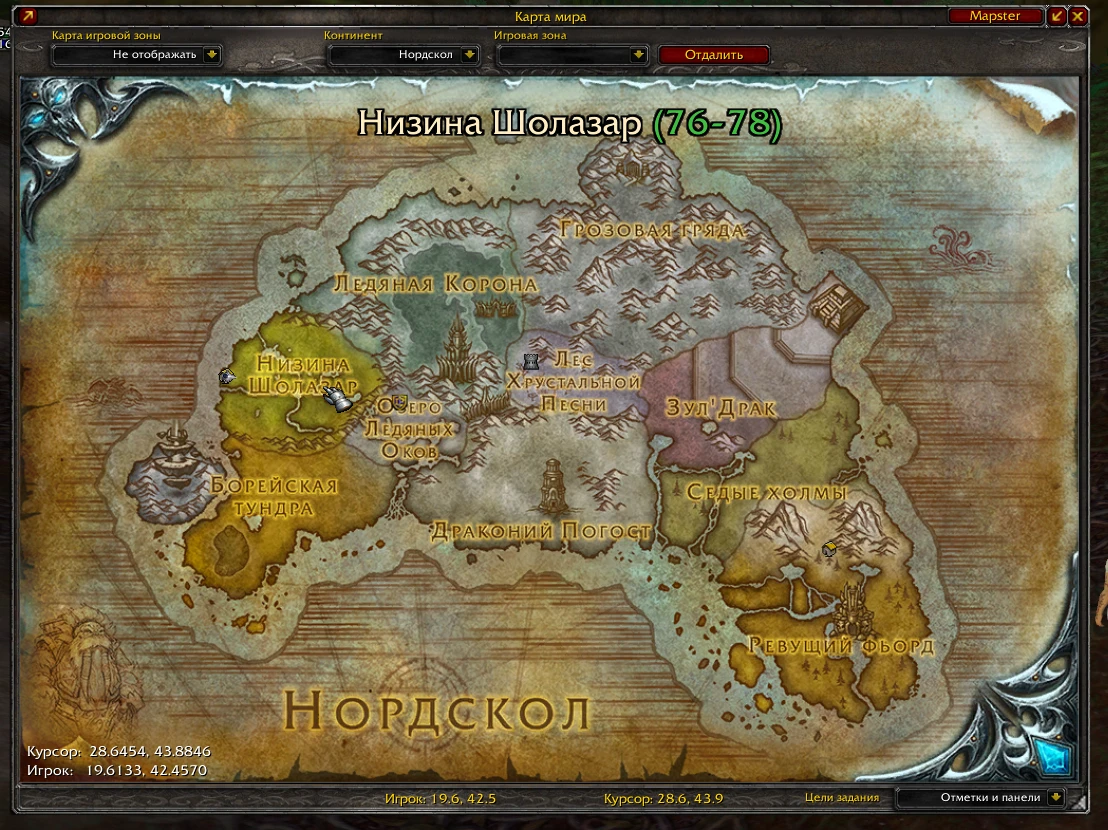 Карта мира
Mapster
Карта игровой зоны
Континент
Игровая зона
Не отображать
Нордскол
Отдалить
Низина Шолазар (76-78)
Грозовая гряда
Ледяная Корона
Низина
Шолазар
Лес
Хрустальной
Песни
Озеро
Ледяных
Оков
Зул'Драк
Борейская
тундра
Седые холмы
Драконий Погост
Ревущий фьорд
Нордскол
Курсор: 28.6454, 43.8846
Игрок: 19.6133, 42.4570
Игрок: 19.6, 42.5
Курсор: 28.6, 43.9
Цели задания
Отметки и панели